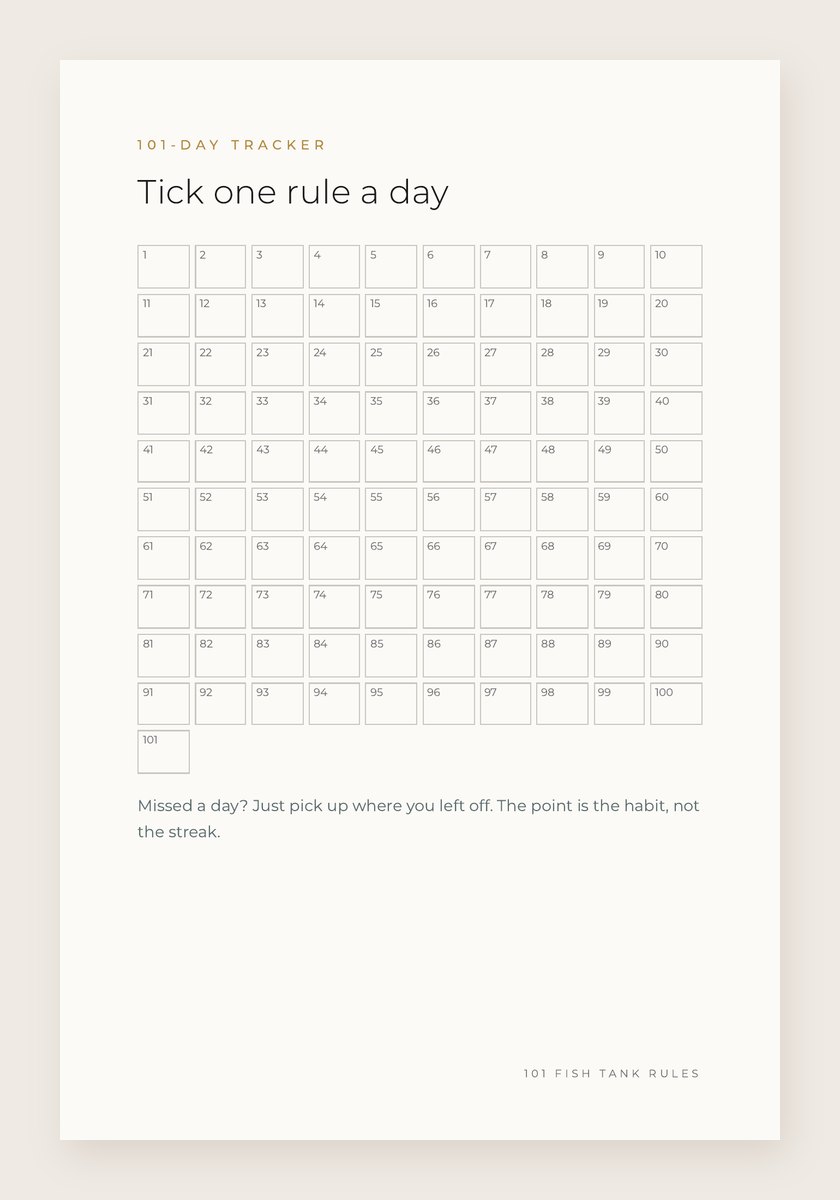 101-DAY TRACKER
Tick one rule a day
1 2 3 4 5 6 7 8 9 10
11 12 13 14 15 16 17 18 19 20
21 22 23 24 25 26 27 28 29 30
31 32 33 34 35 36 37 38 39 40
41 42 43 44 45 46 47 48 49 50
51 52 53 54 55 56 57 58 59 60
61 62 63 64 65 66 67 68 69 70
71 72 73 74 75 76 77 78 79 80
81 82 83 84 85 86 87 88 89 90
91 92 93 94 95 96 97 98 99 100
101
Missed a day? Just pick up where you left off. The point is the habit, not
the streak.
101 FISH TANK RULES